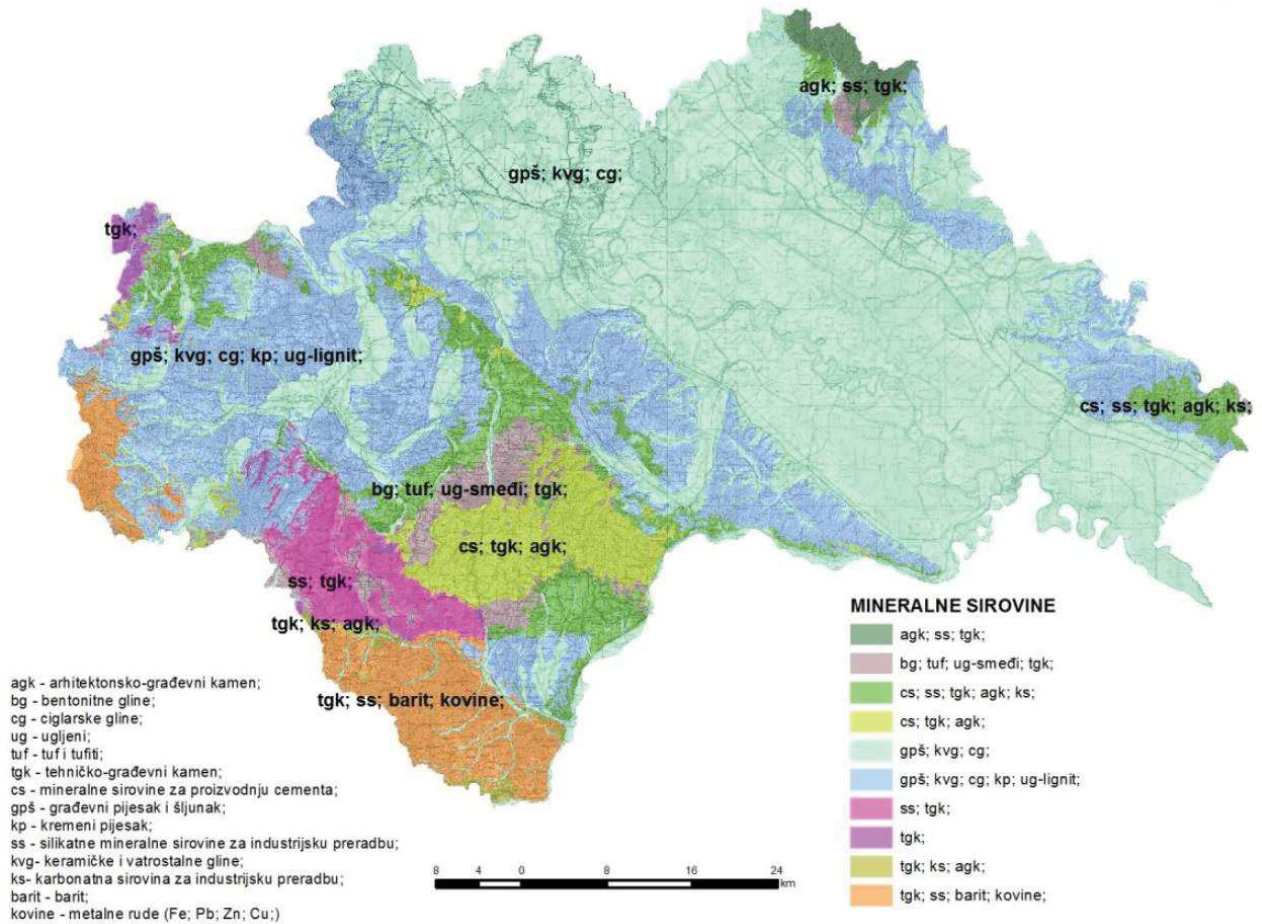 agk; ss; tgk;
gpš; kvg; cg;
tgk;
gpš; kvg; cg; kp; ug-lignit;
cs; ss; tgk; agk; ks;
bg; tuf; ug-smeđi; tgk;
cs; tgk; agk;
ss; tgk;
tgk; ks; agk;
tgk; ss; barit; kovine;
agk - arhitektonsko-građevni kamen;
bg - bentonitne gline;
cg - ciglarske gline;
ug - ugljeni;
tuf - tuf i tufiti;
tgk - tehničko-građevni kamen;
cs - mineralne sirovine za proizvodnju cementa;
gpš - građevni pijesak i šljunak;
kp - kremeni pijesak;
ss - silikatne mineralne sirovine za industrijsku preradbu;
kvg- keramičke i vatrostalne gline;
ks- karbonatna sirovina za industrijsku preradbu;
barit - barit;
kovine - metalne rude (Fe; Pb; Zn; Cu;)
8 4 0 8 16 24
km
MINERALNE SIROVINE
agk; ss; tgk;
bg; tuf; ug-smeđi; tgk;
cs; ss; tgk; agk; ks;
cs; tgk; agk;
gpš; kvg; cg;
gpš; kvg; cg; kp; ug-lignit;
ss; tgk;
tgk;
tgk; ks; agk;
tgk; ss; barit; kovine;